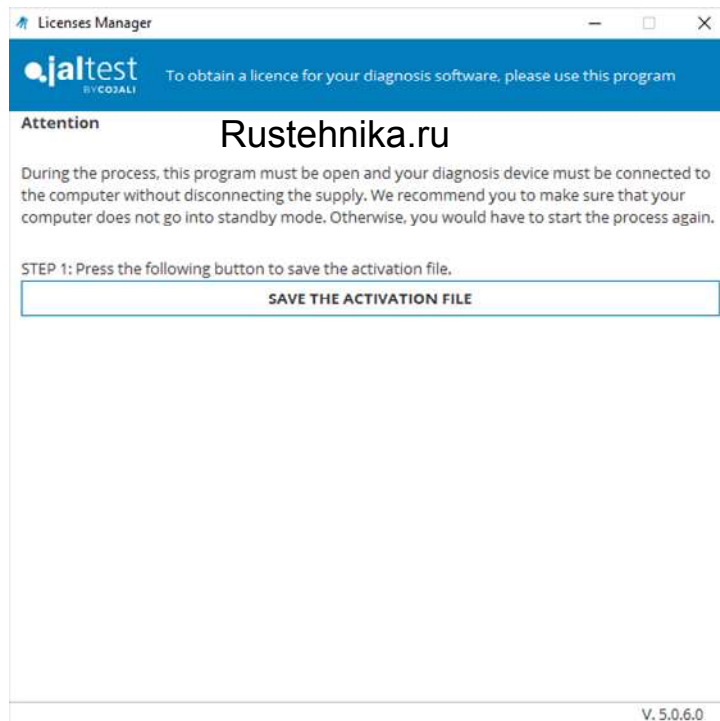 Licenses Manager
jaltest
BY COJALI
To obtain a licence for your diagnosis software, please use this program
Attention
Rustehnika.ru
During the process, this program must be open and your diagnosis device must be connected to
the computer without disconnecting the supply. We recommend you to make sure that your
computer does not go into standby mode. Otherwise, you would have to start the process again.
STEP 1: Press the following button to save the activation file.
SAVE THE ACTIVATION FILE
V. 5.0.6.0